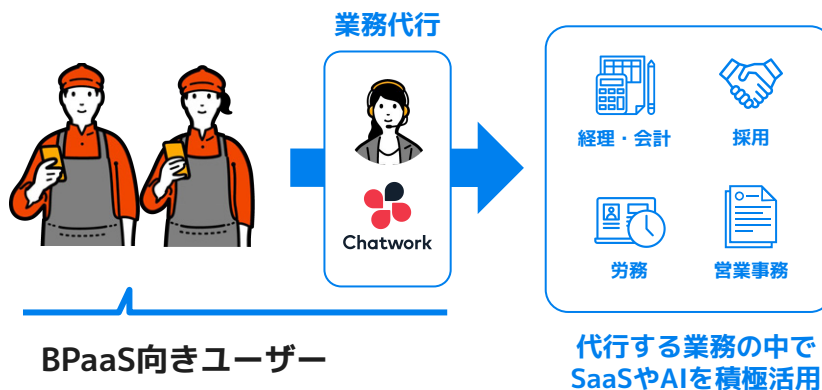 業務代行
Chatwork
経理・会計
採用
労務
営業事務
BPaaS向きユーザー
代行する業務の中で
SaaSやAIを積極活用